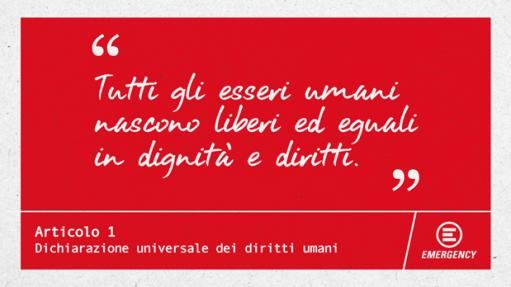 “
Tutti gli esseri umani
nascono liberi ed eguali
in dignità e diritti.
”
Articolo 1
Dichiarazione universale dei diritti umani
E
EMERGENCY